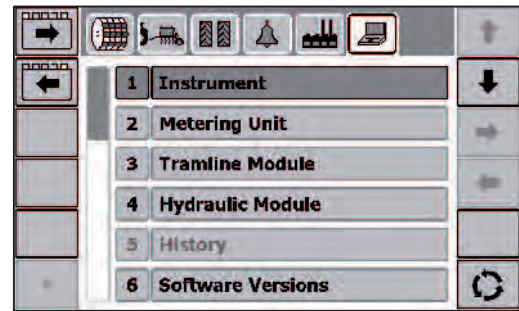 1 Instrument
2 Metering Unit
3 Tramline Module
4 Hydraulic Module
5 History
6 Software Versions